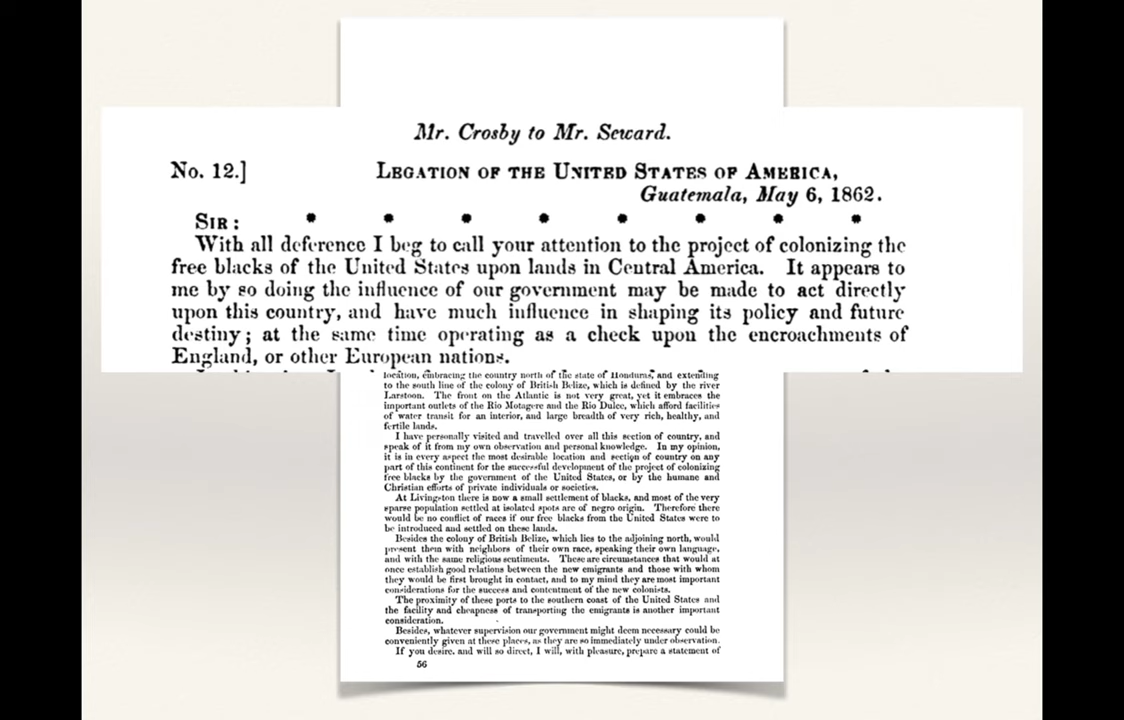 Mr. Crosby to Mr. Seward.
No. 12.] LEGATION OF THE UNITED STATES OF AMERICA,
Guatemala, May 6, 1862.
SIR: * * * * * * * *
With all deference I beg to call your attention to the project of colonizing the
free blacks of the United States upon lands in Central America. It appears to
me by so doing the influence of our government may be made to act directly
upon this country, and have much influence in shaping its policy and future
destiny; at the same time operating as a check upon the encroachments of
England, or other European nations.
location, embracing the country north of the state of Honduras, and extending
to the south line of the colony of British Belize, which is defined by the river
Larstoon. The front on the Atlantic is not very great, yet it embraces the
important outlets of the Rio Motagere and the Rio Dulce, which afford facilities
of water transit for an interior, and large breadth of very rich, healthy, and
fertile lands.
I have personally visited and travelled over all this section of country, and
speak of it from my own observation and personal knowledge. In my opinion,
it is in every aspect the most desirable location and section of country on any
part of this continent for the successful development of the project of colonizing
free blacks by the government of the United States, or by the humane and
Christian efforts of private individuals or societies.
At Livingston there is now a small settlement of blacks, and most of the very
sparse population settled at isolated spots are of negro origin. Therefore there
would be no conflict of races if our free blacks from the United States were to
be introduced and settled on these lands.
Besides the colony of British Belize, which lies to the adjoining north, would
present them with neighbors of their own race, speaking their own language,
and with the same religious sentiments. These are circumstances that would at
once establish good relations between the new emigrants and those with whom
they would be first brought in contact, and to my mind they are most important
considerations for the success and contentment of the new colonists.
The proximity of these ports to the southern coast of the United States and
the facility and cheapness of transporting the emigrants is another important
consideration.
Besides, whatever supervision our government might deem necessary could be
conveniently given at these places, as they are so immediately under observation.
If you desire, and will so direct, I will, with pleasure, prepare a statement of
56